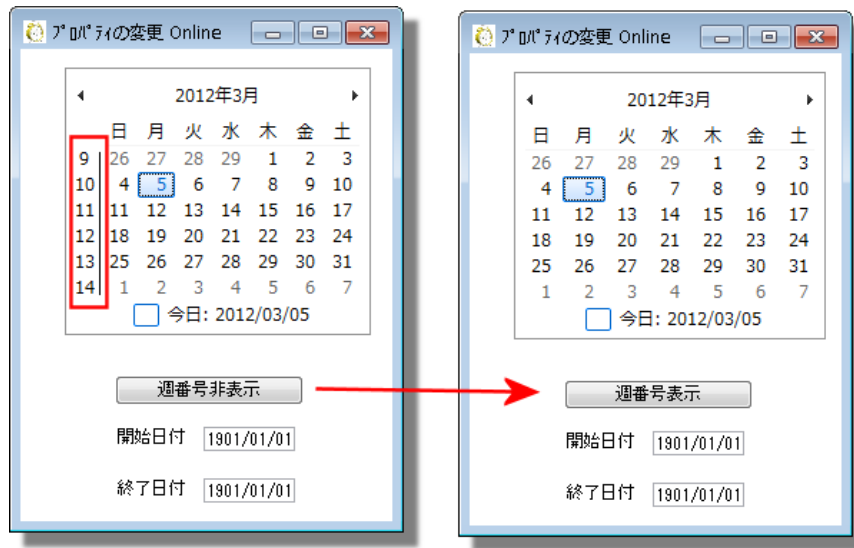 プロパティの変更 Online
2012年3月
日 月 火 水 木 金 土
9 26 27 28 29 1 2 3
10 4 5 6 7 8 9 10
11 11 12 13 14 15 16 17
12 18 19 20 21 22 23 24
13 25 26 27 28 29 30 31
14 1 2 3 4 5 6 7
今日: 2012/03/05
週番号非表示
開始日付 1901/01/01
終了日付 1901/01/01
プロパティの変更 Online
2012年3月
日 月 火 水 木 金 土
26 27 28 29 1 2 3
4 5 6 7 8 9 10
11 12 13 14 15 16 17
18 19 20 21 22 23 24
25 26 27 28 29 30 31
1 2 3 4 5 6 7
今日: 2012/03/05
週番号表示
開始日付 1901/01/01
終了日付 1901/01/01